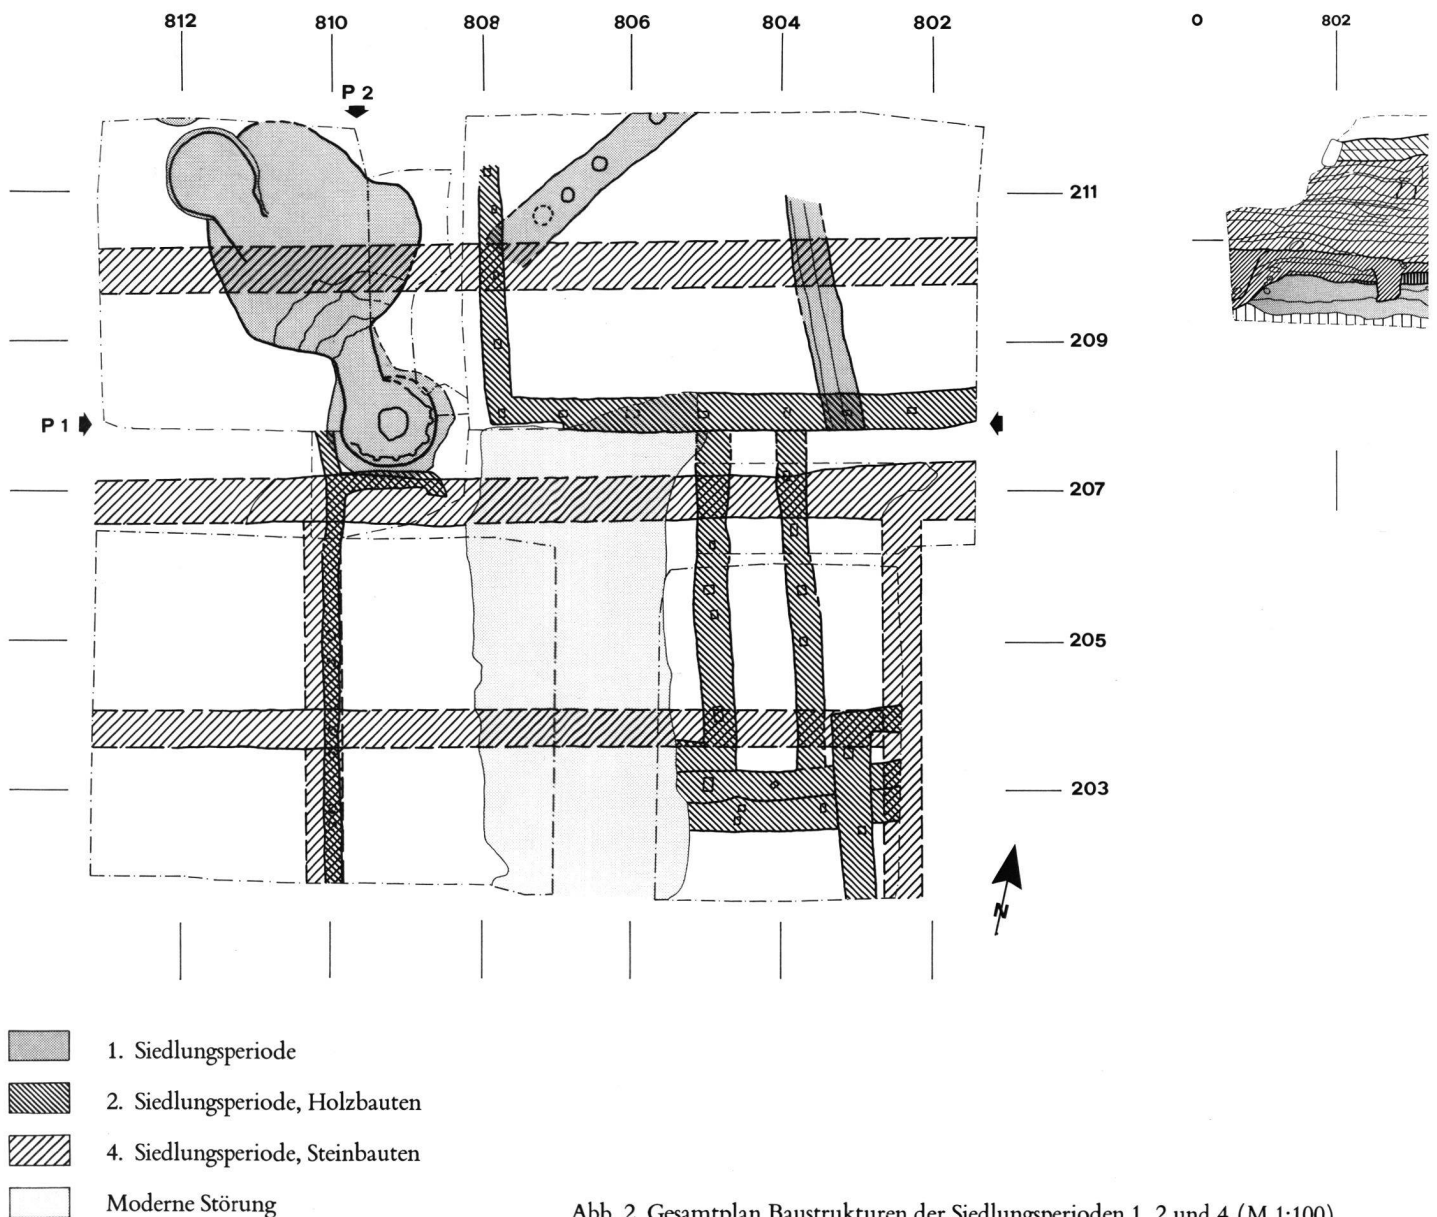 812 810 808 806 804 802 O 802
P 2
211
209
P 1
207
205
203
N
1. Siedlungsperiode
2. Siedlungsperiode, Holzbauten
4. Siedlungsperiode, Steinbauten
Moderne Störung
Abb. 2 Gesamtplan Baustrukturen der Siedlungsperioden 1, 2 und 4 (M 1:100)